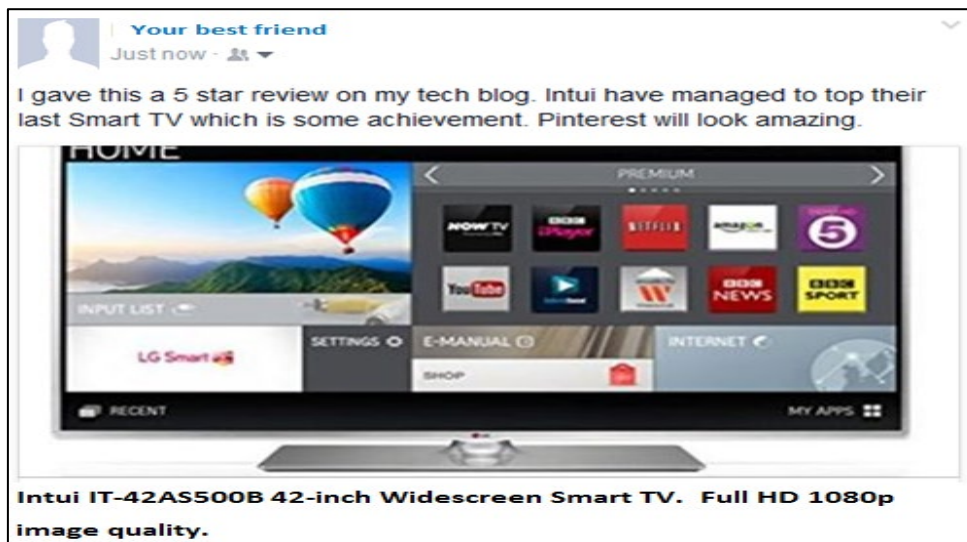 Your best friend
Just now
I gave this a 5 star review on my tech blog. Intui have managed to top their
last Smart TV which is some achievement. Pinterest will look amazing.
HOME
PREMIUM
NOW TV
BBC iPlayer
NETFLIX
amazon
5
YouTube
BBC NEWS
BBC SPORT
INPUT LIST
LG Smart
SETTINGS
E-MANUAL
SHOP
INTERNET
RECENT
MY APPS
LG
Intui IT-42AS500B 42-inch Widescreen Smart TV. Full HD 1080p
image quality.